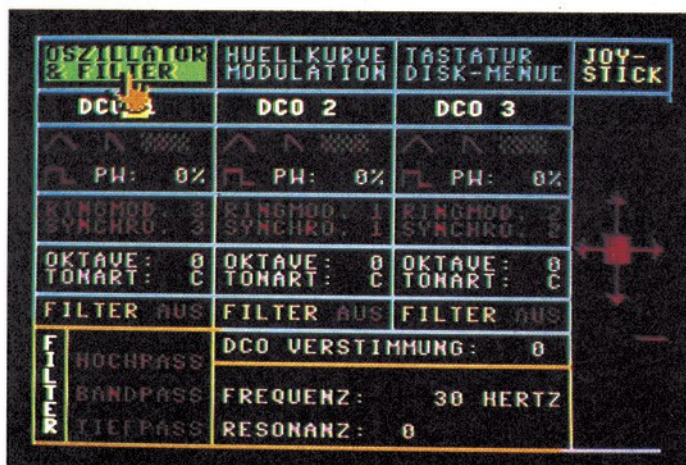 OSZILLATOR
& FILTER
HUELLKURVE
MODULATION
TASTATUR
DISK-MENUE
JOY-
STICK
DCO 1
DCO 2
DCO 3
PW: 0%
PW: 0%
PW: 0%
RINGMOD. 3
SYNCHRO. 3
RINGMOD. 1
SYNCHRO. 1
RINGMOD. 2
SYNCHRO. 2
OKTAVE: 0
TONART: C
OKTAVE: 0
TONART: C
OKTAVE: 0
TONART: C
FILTER AUS
FILTER AUS
FILTER AUS
FILTER
HOCHPASS
BANDPASS
TIEFPASS
DCO VERSTIMMUNG: 0
FREQUENZ: 30 HERTZ
RESONANZ: 0